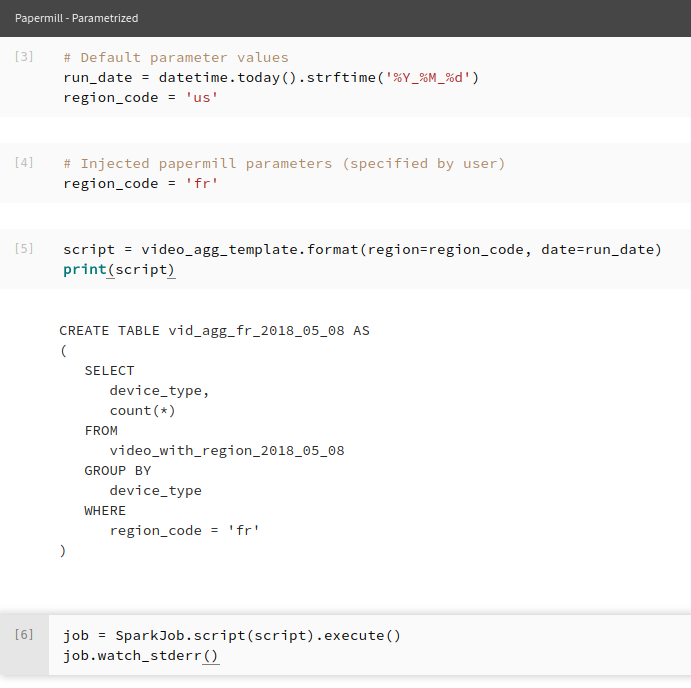 Papermill - Parametrized
[3] # Default parameter values
run_date = datetime.today().strftime('%Y_%M_%d')
region_code = 'us'
[4] # Injected papermill parameters (specified by user)
region_code = 'fr'
[5] script = video_agg_template.format(region=region_code, date=run_date)
print(script)
CREATE TABLE vid_agg_fr_2018_05_08 AS
(
SELECT
device_type,
count(*)
FROM
video_with_region_2018_05_08
GROUP BY
device_type
WHERE
region_code = 'fr'
)
[6] job = SparkJob.script(script).execute()
job.watch_stderr()